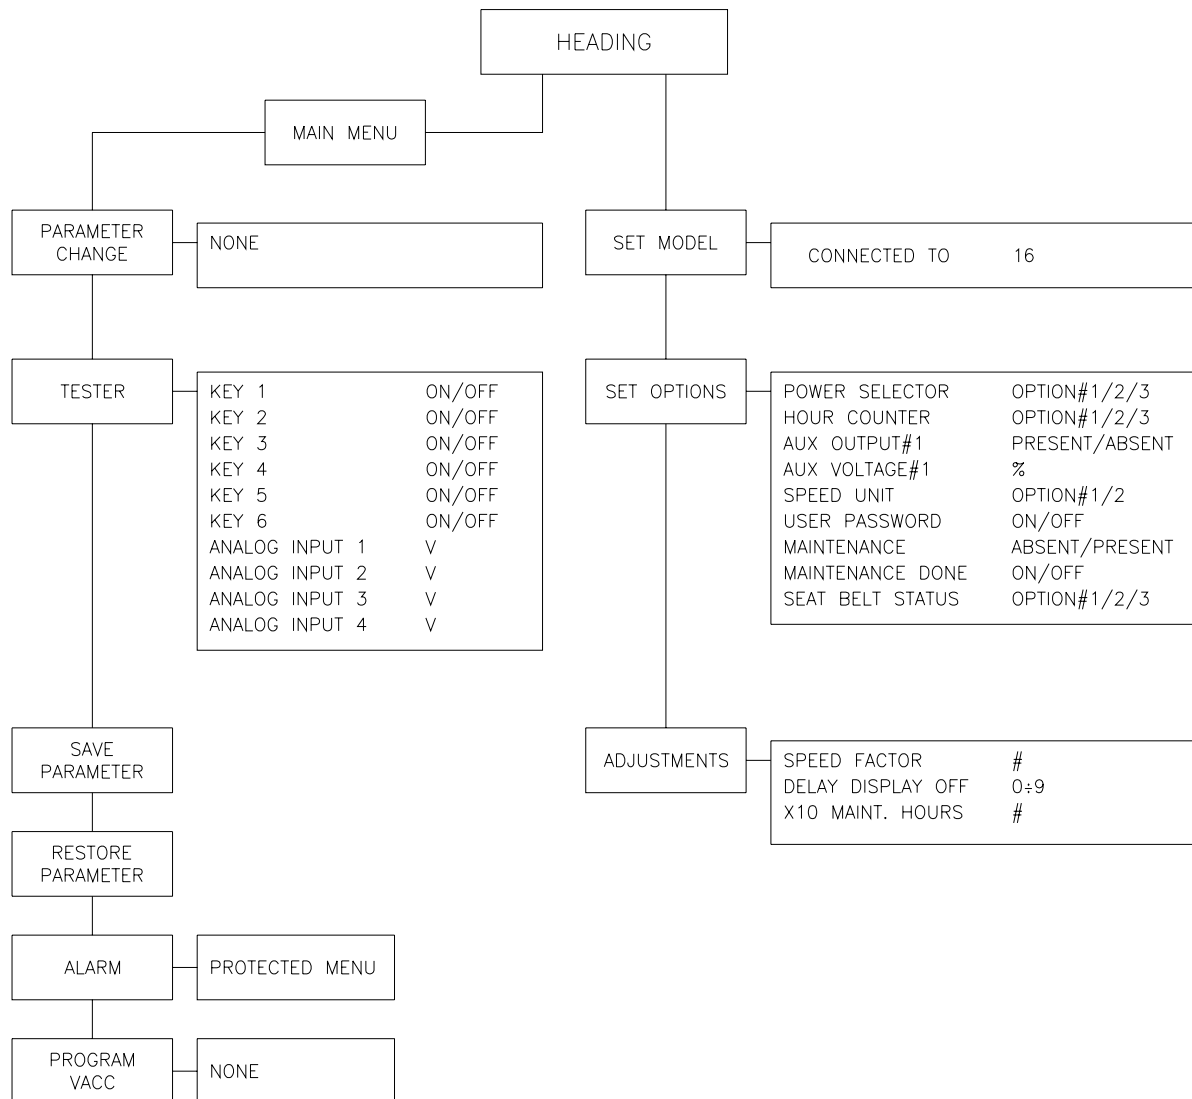 HEADING
MAIN MENU
PARAMETER
CHANGE
NONE
SET MODEL
CONNECTED TO 16
TESTER
KEY 1 ON/OFF
KEY 2 ON/OFF
KEY 3 ON/OFF
KEY 4 ON/OFF
KEY 5 ON/OFF
KEY 6 ON/OFF
ANALOG INPUT 1 V
ANALOG INPUT 2 V
ANALOG INPUT 3 V
ANALOG INPUT 4 V
SET OPTIONS
POWER SELECTOR OPTION#1/2/3
HOUR COUNTER OPTION#1/2/3
AUX OUTPUT#1 PRESENT/ABSENT
AUX VOLTAGE#1 %
SPEED UNIT OPTION#1/2
USER PASSWORD ON/OFF
MAINTENANCE ABSENT/PRESENT
MAINTENANCE DONE ON/OFF
SEAT BELT STATUS OPTION#1/2/3
SAVE
PARAMETER
ADJUSTMENTS
SPEED FACTOR #
DELAY DISPLAY OFF 0÷9
X10 MAINT. HOURS #
RESTORE
PARAMETER
ALARM
PROTECTED MENU
PROGRAM
VACC
NONE